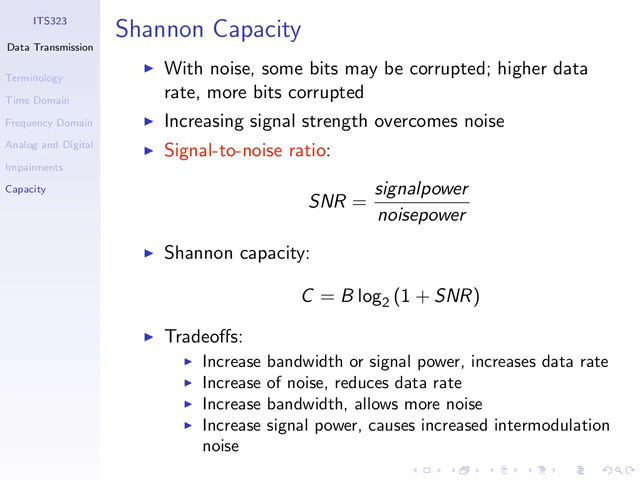 ITS323
Data Transmission
Terminology
Time Domain
Frequency Domain
Analog and Digital
Impairments
Capacity
Shannon Capacity
With noise, some bits may be corrupted; higher data
rate, more bits corrupted
Increasing signal strength overcomes noise
Signal-to-noise ratio:
SNR = signalpower / noisepower
Shannon capacity:
C = B log₂ (1 + SNR)
Tradeoffs:
Increase bandwidth or signal power, increases data rate
Increase of noise, reduces data rate
Increase bandwidth, allows more noise
Increase signal power, causes increased intermodulation
noise